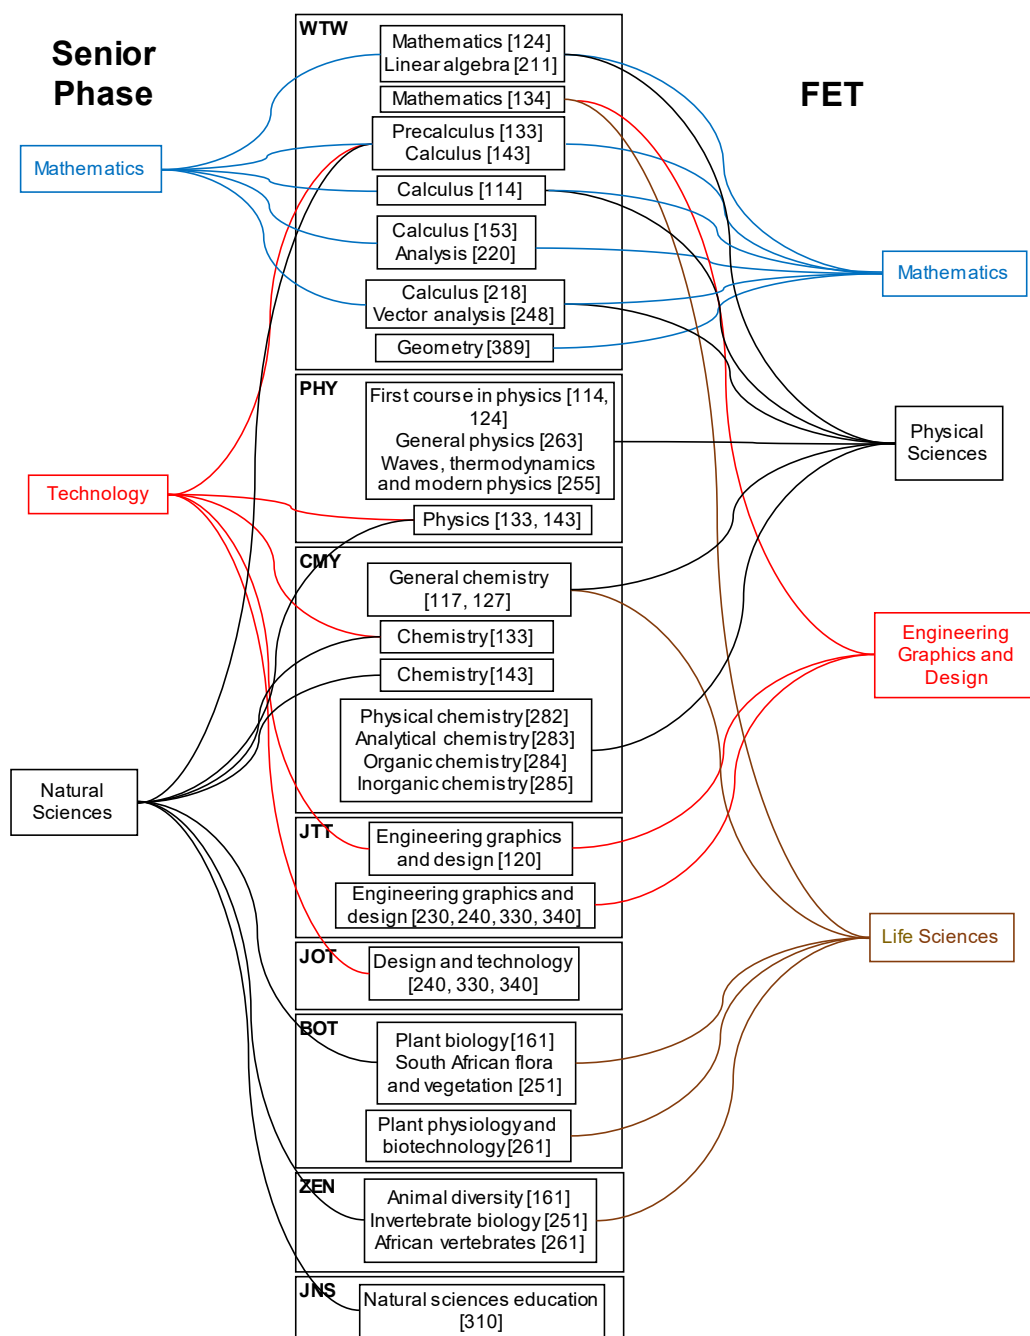 Senior
Phase
Mathematics
Technology
Natural
Sciences
WTW
Mathematics [124]
Linear algebra [211]
Mathematics [134]
Precalculus [133]
Calculus [143]
Calculus [114]
Calculus [153]
Analysis [220]
Calculus [218]
Vector analysis [248]
Geometry [389]
PHY
First course in physics [114,
124]
General physics [263]
Waves, thermodynamics
and modern physics [255]
Physics [133, 143]
CMY
General chemistry
[117, 127]
Chemistry [133]
Chemistry [143]
Physical chemistry [282]
Analytical chemistry [283]
Organic chemistry [284]
Inorganic chemistry [285]
JTT
Engineering graphics
and design [120]
Engineering graphics and
design [230, 240, 330, 340]
JOT
Design and technology
[240, 330, 340]
BOT
Plant biology [161]
South African flora
and vegetation [251]
Plant physiology and
biotechnology [261]
ZEN
Animal diversity [161]
Invertebrate biology [251]
African vertebrates [261]
JNS
Natural sciences education
[310]
FET
Mathematics
Physical
Sciences
Engineering
Graphics and
Design
Life Sciences